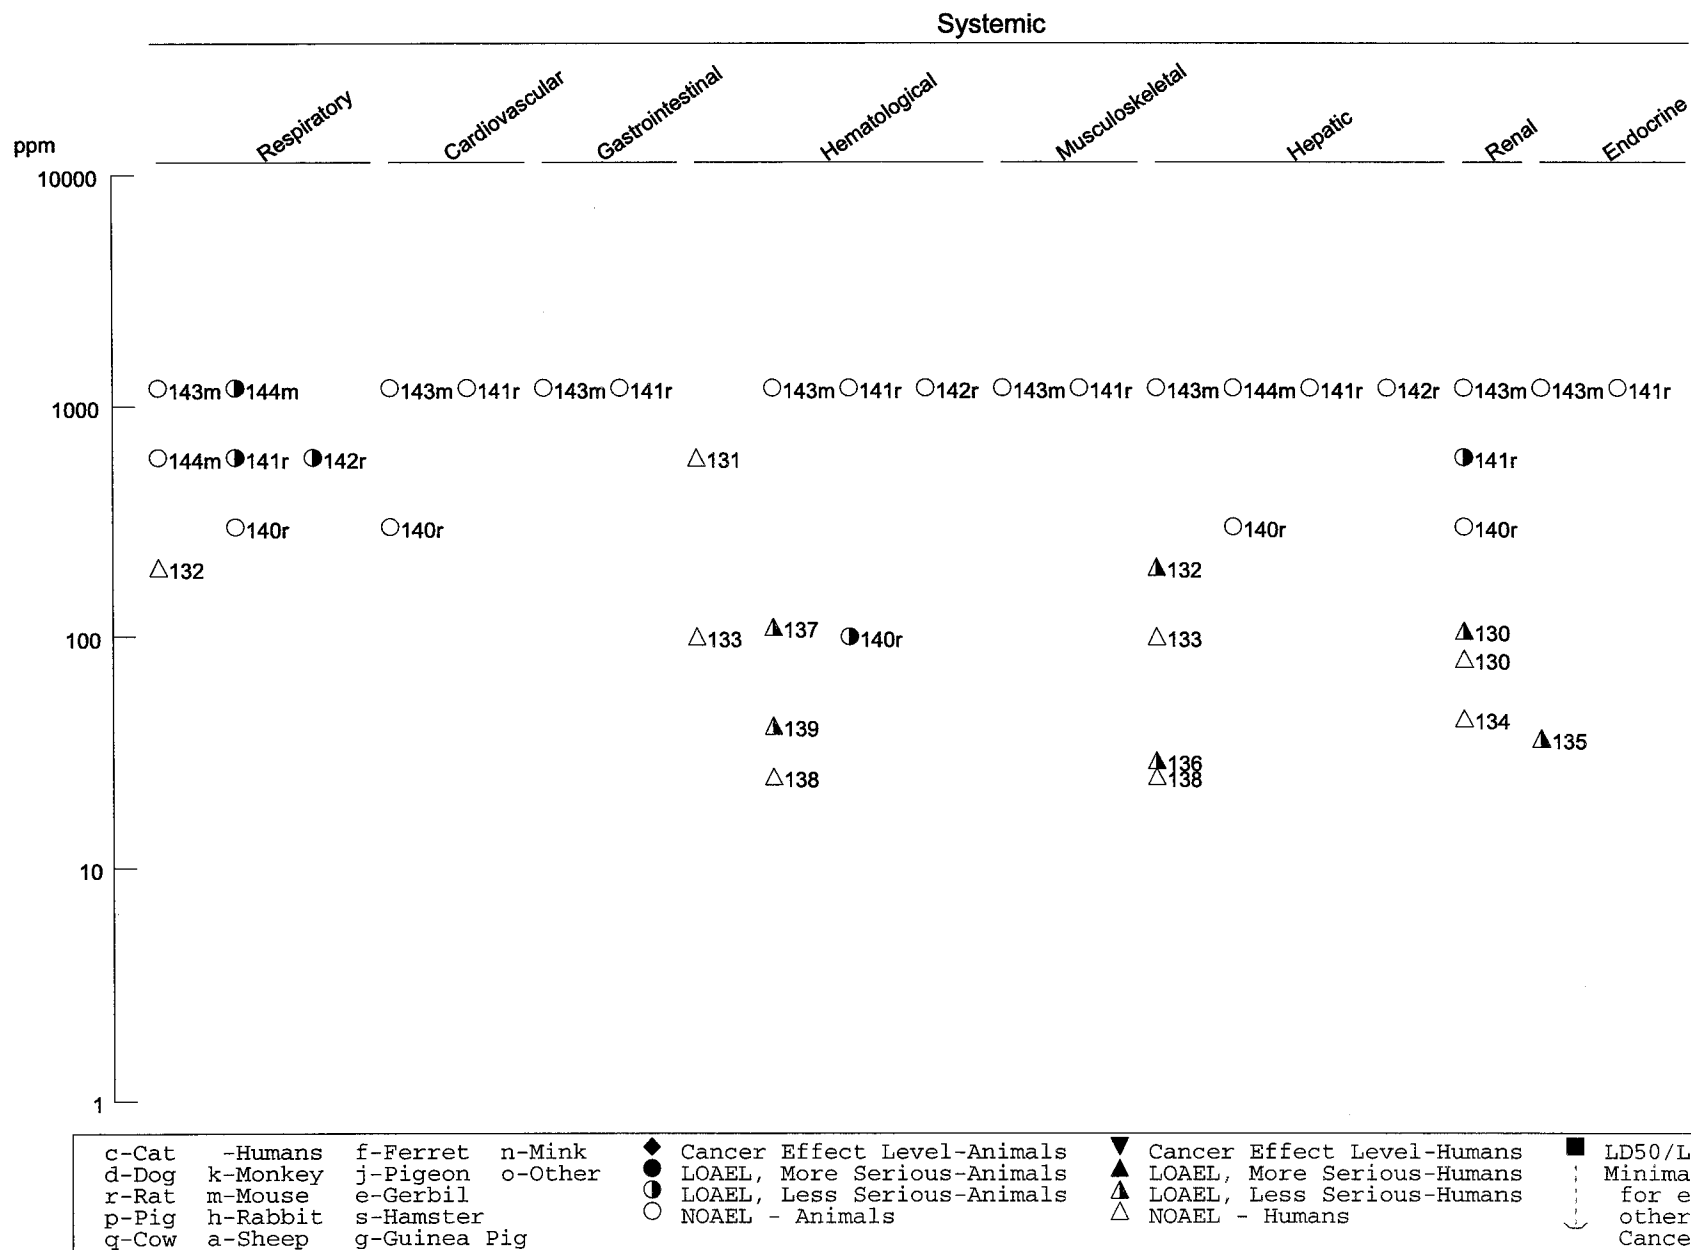 Systemic
Respiratory Cardiovascular Gastrointestinal Hematological Musculoskeletal Hepatic Renal Endocrine
ppm
10000
143m 144m 143m 141r 143m 141r 143m 141r 142r 143m 141r 143m 144m 141r 142r 143m 143m 141r
1000
144m 141r 142r 131 141r
140r 140r 140r 140r
132 132
100 133 137 140r 133 130
130
139 134
135
136
138 138
10
1
c-Cat -Humans f-Ferret n-Mink Cancer Effect Level-Animals Cancer Effect Level-Humans LD50/L
d-Dog k-Monkey j-Pigeon o-Other LOAEL, More Serious-Animals LOAEL, More Serious-Humans Minima
r-Rat m-Mouse e-Gerbil LOAEL, Less Serious-Animals LOAEL, Less Serious-Humans for e
p-Pig h-Rabbit s-Hamster NOAEL - Animals NOAEL - Humans other
q-Cow a-Sheep g-Guinea Pig Cance